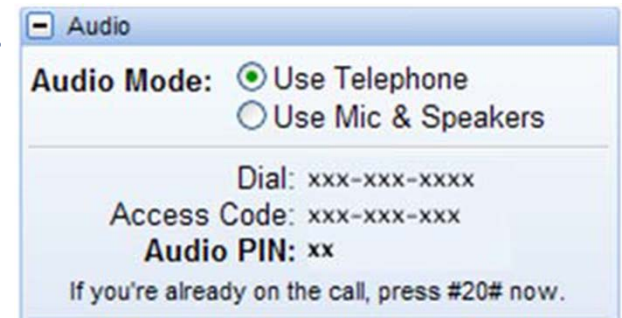 Audio
Audio Mode: Use Telephone
Use Mic & Speakers
Dial: xxx-xxx-xxxx
Access Code: xxx-xxx-xxx
Audio PIN: xx
If you're already on the call, press #20# now.